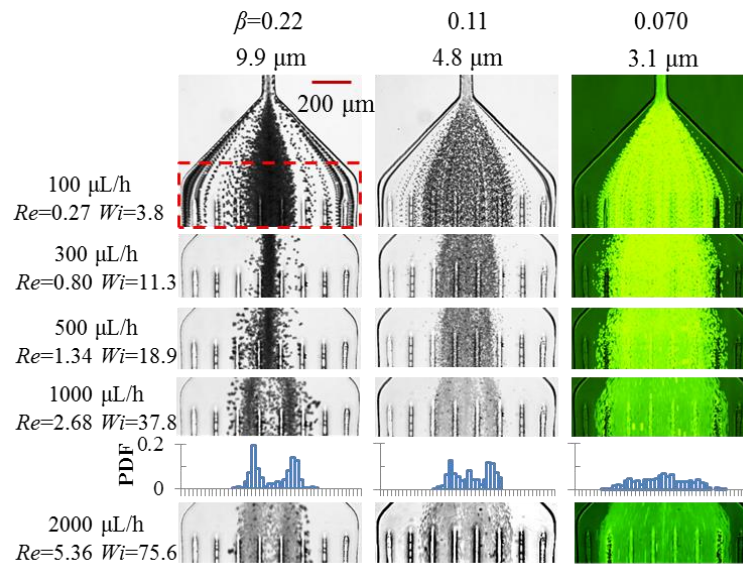 β=0.22 0.11 0.070
9.9 μm 4.8 μm 3.1 μm
200 μm
100 μL/h
Re=0.27 Wi=3.8
300 μL/h
Re=0.80 Wi=11.3
500 μL/h
Re=1.34 Wi=18.9
1000 μL/h
Re=2.68 Wi=37.8
0.2
PDF
0
2000 μL/h
Re=5.36 Wi=75.6